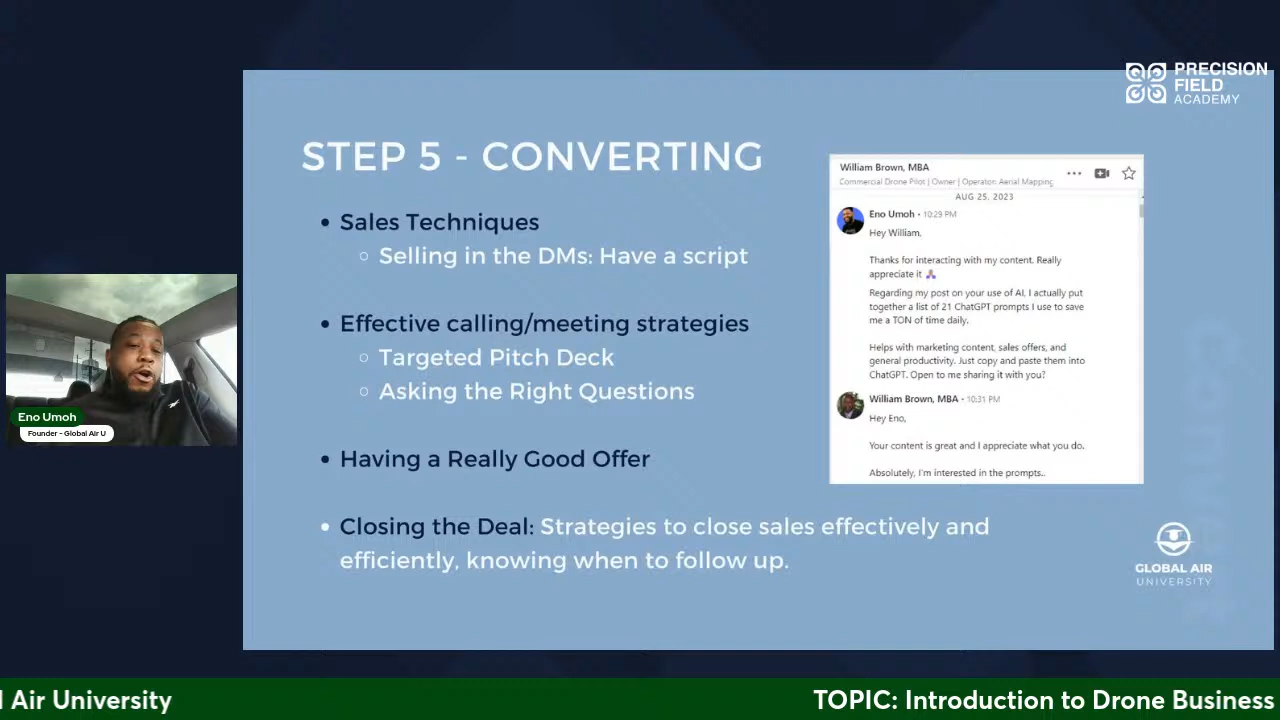 PRECISION
FIELD
ACADEMY
STEP 5 - CONVERTING
• Sales Techniques
○ Selling in the DMs: Have a script
• Effective calling/meeting strategies
○ Targeted Pitch Deck
○ Asking the Right Questions
• Having a Really Good Offer
• Closing the Deal: Strategies to close sales effectively and
efficiently, knowing when to follow up.
William Brown, MBA
Commercial Drone Pilot | Owner | Operator: Aerial Mapping
AUG 25, 2023
Eno Umoh • 10:29 PM
Hey William,
Thanks for interacting with my content. Really
appreciate it 🙏🏽
Regarding my post on your use of AI, I actually put
together a list of 21 ChatGPT prompts I use to save
me a TON of time daily.
Helps with marketing content, sales offers, and
general productivity. Just copy and paste them into
ChatGPT. Open to me sharing it with you?
William Brown, MBA • 10:31 PM
Hey Eno,
Your content is great and I appreciate what you do.
Absolutely, I'm interested in the prompts..
GLOBAL AIR
UNIVERSITY
Eno Umoh
Founder - Global Air U
l Air University
TOPIC: Introduction to Drone Business